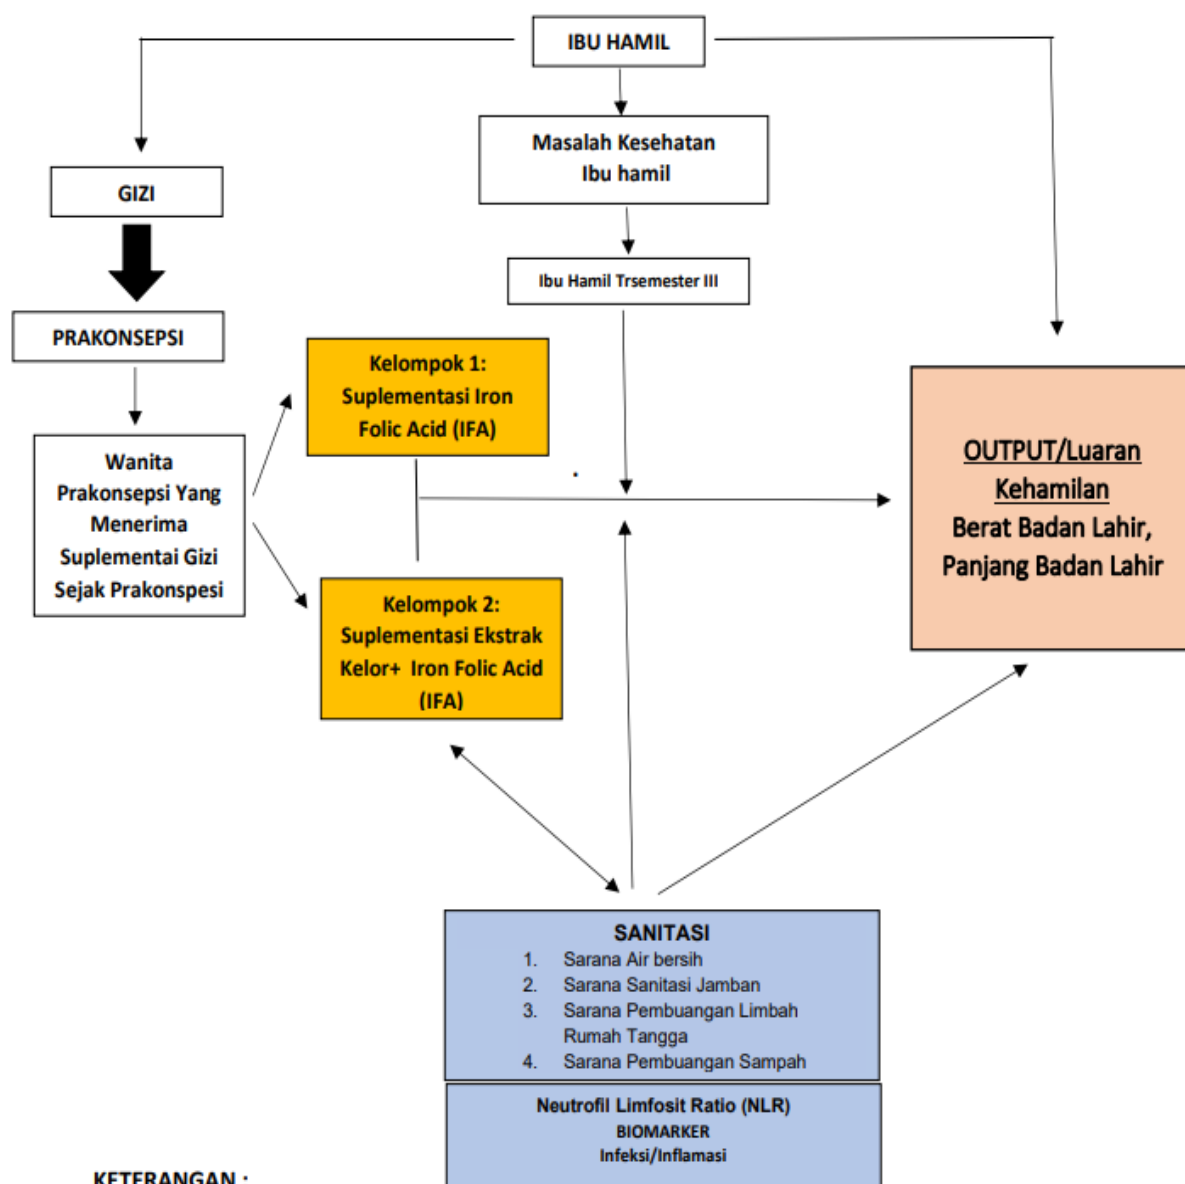 IBU HAMIL
Masalah Kesehatan
Ibu hamil
GIZI
Ibu Hamil Trsemester III
PRAKONSEPSI
Kelompok 1:
Suplementasi Iron
Folic Acid (IFA)
Wanita
Prakonsepsi Yang
Menerima
Suplementai Gizi
Sejak Prakonspesi
OUTPUT/Luaran
Kehamilan
Berat Badan Lahir,
Panjang Badan Lahir
Kelompok 2:
Suplementasi Ekstrak
Kelor+ Iron Folic Acid
(IFA)
SANITASI
1. Sarana Air bersih
2. Sarana Sanitasi Jamban
3. Sarana Pembuangan Limbah
Rumah Tangga
4. Sarana Pembuangan Sampah
Neutrofil Limfosit Ratio (NLR)
BIOMARKER
Infeksi/Inflamasi
KETERANGAN :